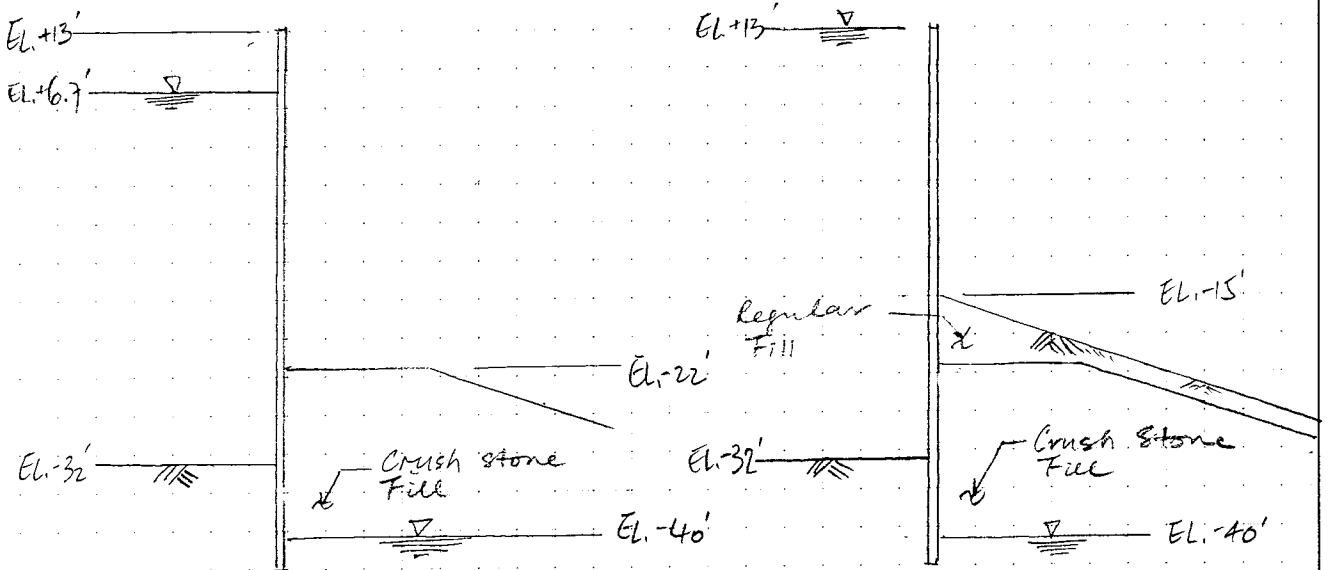 EL.+13'
EL.+6.7'
EL.-22'
EL.-32'
Crush stone
Fill
EL.-40'
EL.+13'
EL.-15'
Regular
Fill
EL.-32'
Crush Stone
Fill
EL.-40'